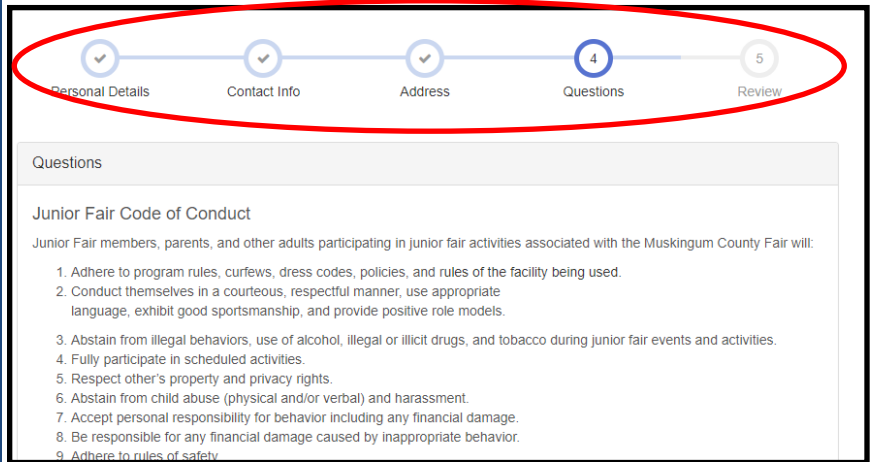 4 5
Personal Details Contact Info Address Questions Review
Questions
Junior Fair Code of Conduct
Junior Fair members, parents, and other adults participating in junior fair activities associated with the Muskingum County Fair will:
1. Adhere to program rules, curfews, dress codes, policies, and rules of the facility being used.
2. Conduct themselves in a courteous, respectful manner, use appropriate
language, exhibit good sportsmanship, and provide positive role models.
3. Abstain from illegal behaviors, use of alcohol, illegal or illicit drugs, and tobacco during junior fair events and activities.
4. Fully participate in scheduled activities.
5. Respect other's property and privacy rights.
6. Abstain from child abuse (physical and/or verbal) and harassment.
7. Accept personal responsibility for behavior including any financial damage.
8. Be responsible for any financial damage caused by inappropriate behavior.
9. Adhere to rules of safety.